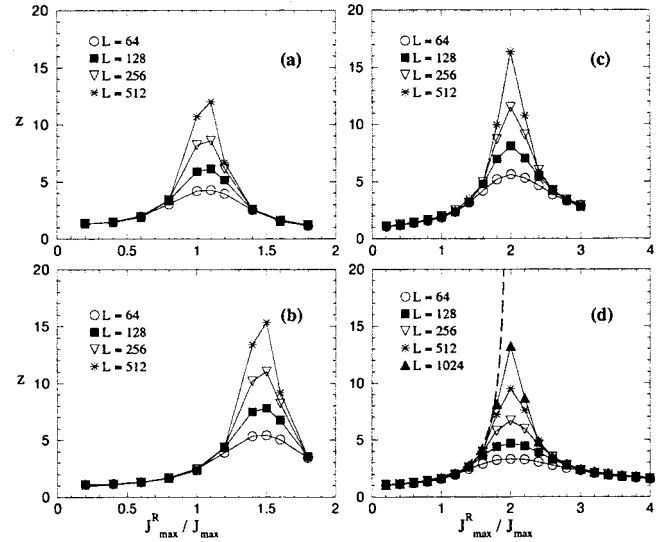 20
15
10
5
0
z
L = 64
L = 128
L = 256
L = 512
(a)
0
0.5
1
1.5
2
20
15
10
5
0
L = 64
L = 128
L = 256
L = 512
(c)
0
1
2
3
4
20
15
10
5
0
z
L = 64
L = 128
L = 256
L = 512
(b)
0
0.5
1.0
1.5
2
J^R_max / J_max
20
15
10
5
0
L = 64
L = 128
L = 256
L = 512
L = 1024
(d)
0
1
2
3
4
J^R_max / J_max